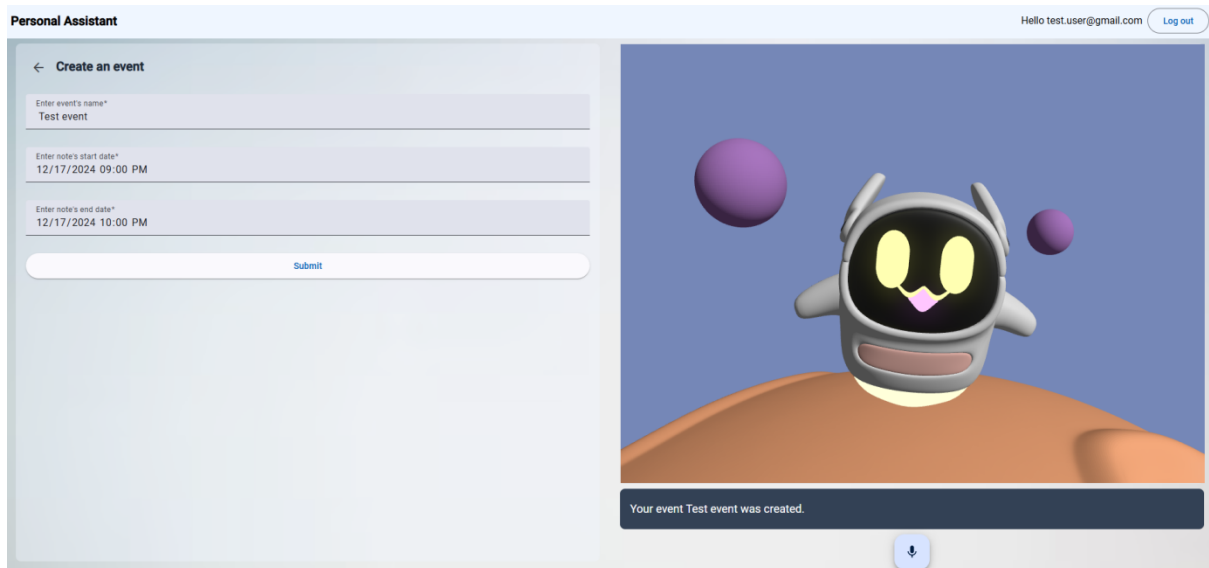 Personal Assistant
Hello test.user@gmail.com
Log out
Create an event
Enter event's name*
Test event
Enter note's start date*
12/17/2024 09:00 PM
Enter note's end date*
12/17/2024 10:00 PM
Submit
Your event Test event was created.